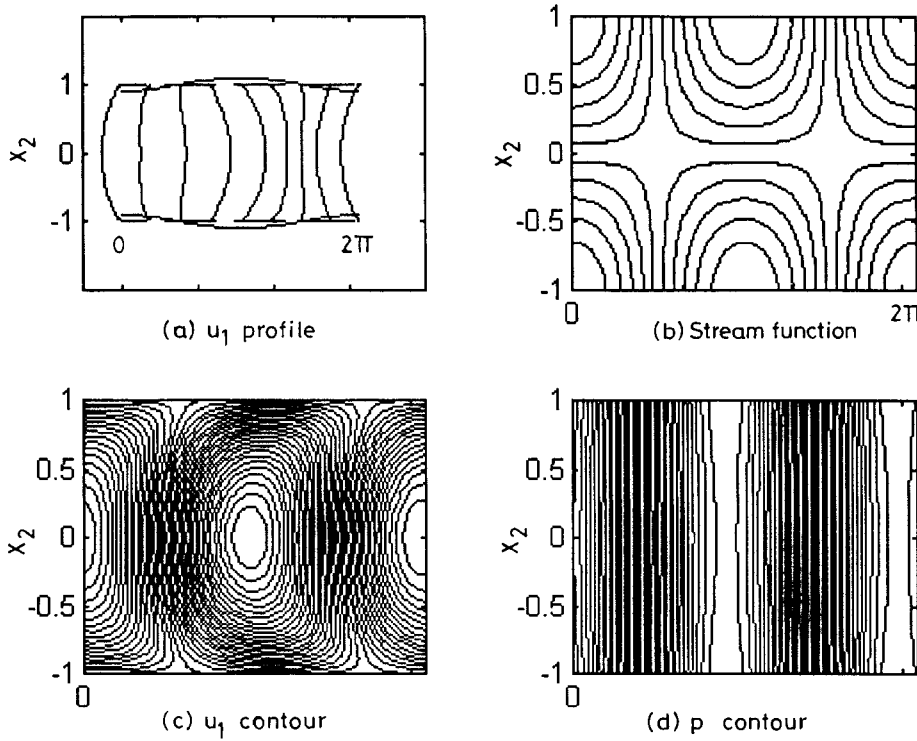 1
x₂ 0
-1
0 2π
(a) u₁ profile
1
0.5
x₂ 0
-0.5
-1
0 2π
(b) Stream function
1
0.5
x₂ 0
-0.5
-1
0
(c) u₁ contour
1
0.5
x₂ 0
-0.5
-1
0
(d) p contour